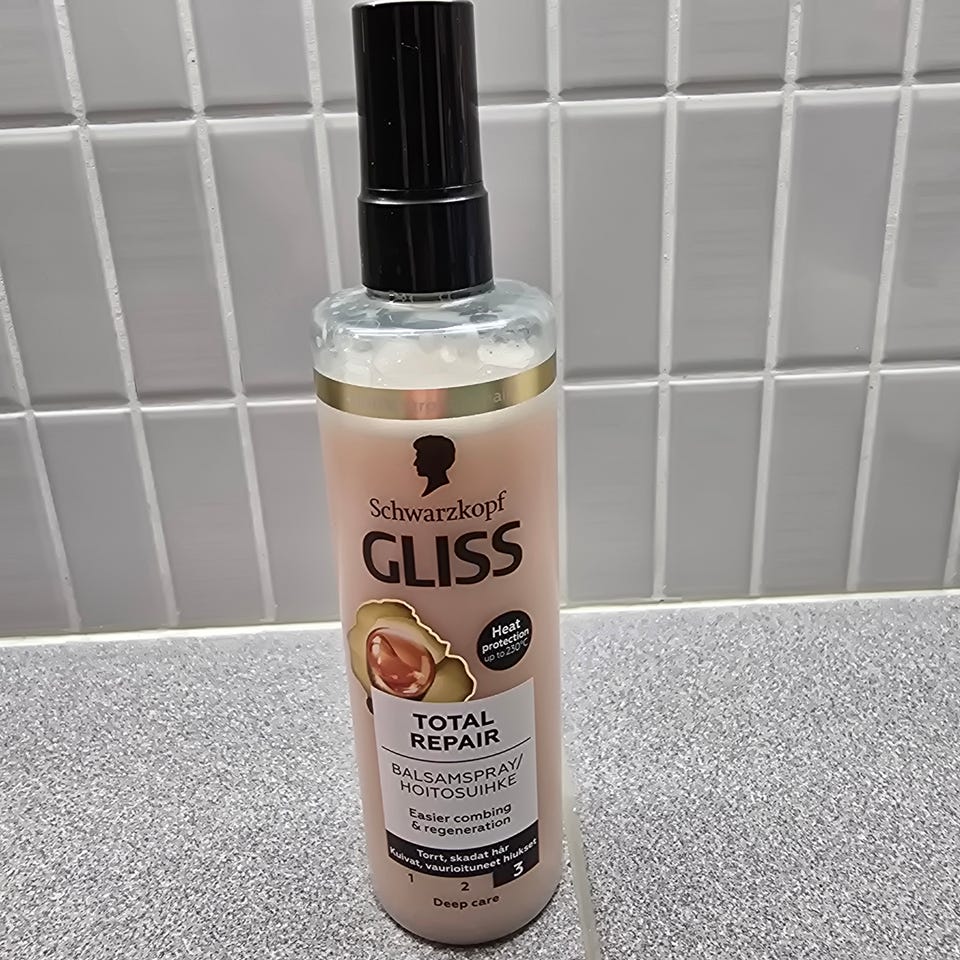 Schwarzkopf
GLISS
Heat
protection
up to 230°C
TOTAL
REPAIR
BALSAMSPRAY/
HOITOSUIHKE
Easier combing
& regeneration
Torrt, skadat hår
Kuivat, vaurioituneet hiukset
1 2 3
Deep care